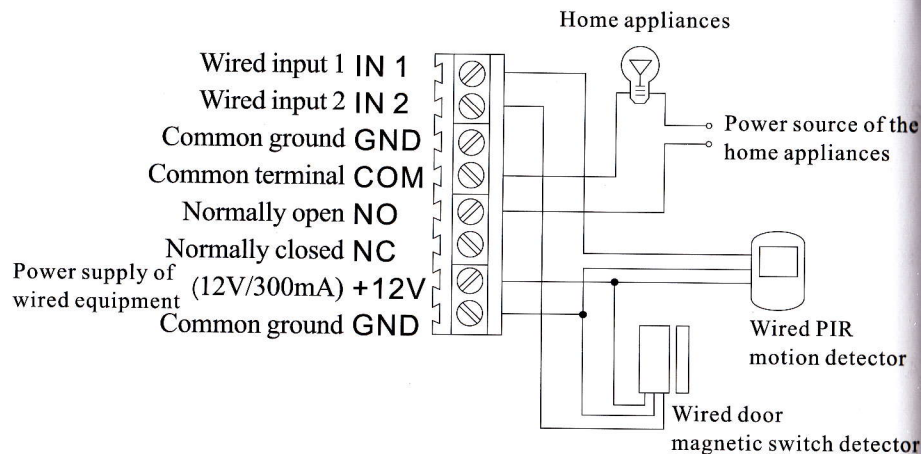 Home appliances
Wired input 1 IN 1
Wired input 2 IN 2
Common ground GND
Common terminal COM
Normally open NO
Normally closed NC
Power supply of
wired equipment (12V/300mA) +12V
Common ground GND
Power source of the
home appliances
Wired PIR
motion detector
Wired door
magnetic switch detector